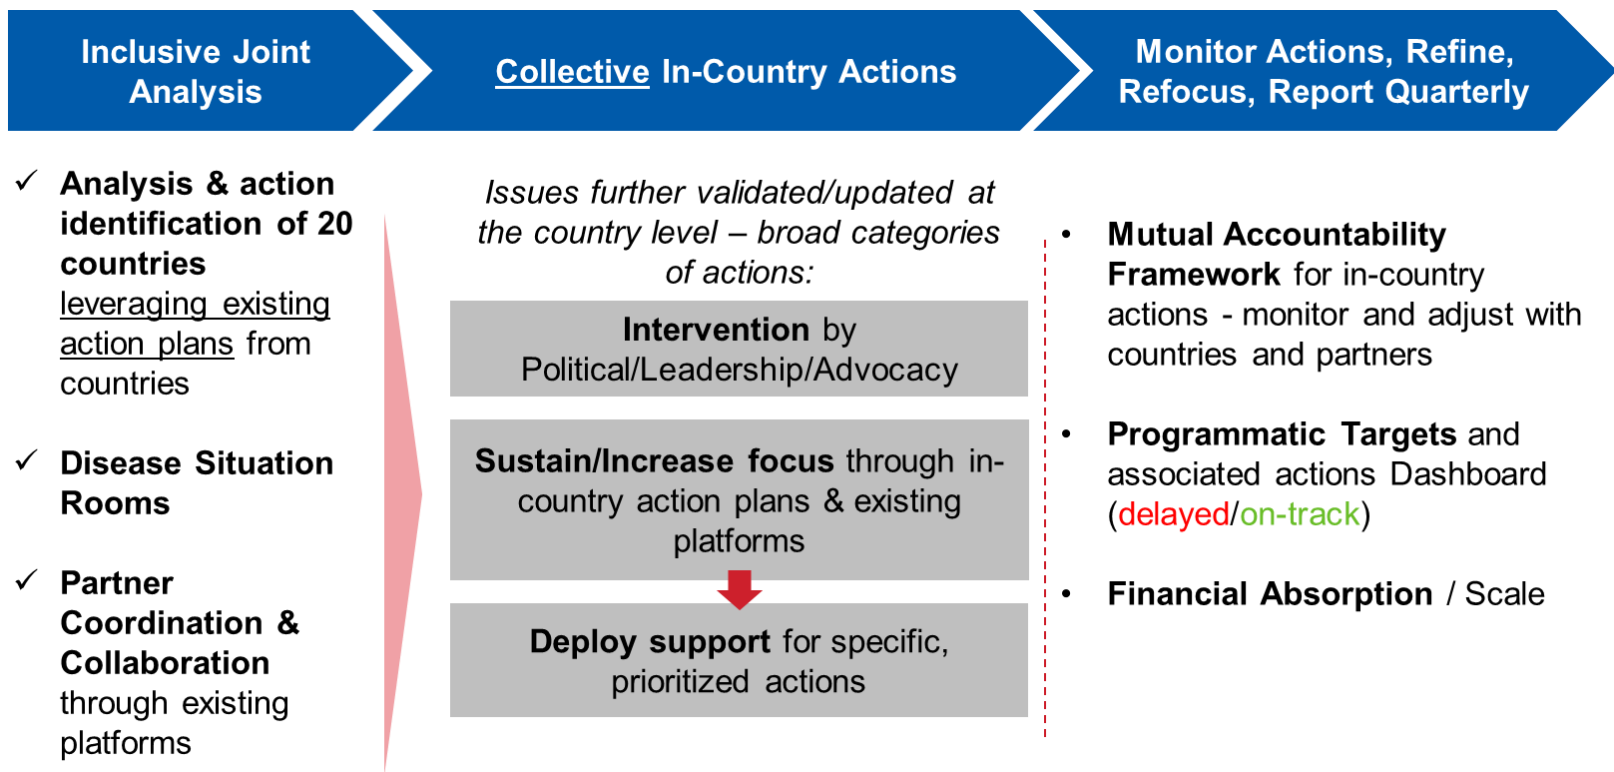 Inclusive Joint
Analysis
Collective In-Country Actions
Monitor Actions, Refine,
Refocus, Report Quarterly
✓ Analysis & action
identification of 20
countries
leveraging existing
action plans from
countries
✓ Disease Situation
Rooms
✓ Partner
Coordination &
Collaboration
through existing
platforms
Issues further validated/updated at
the country level – broad categories
of actions:
Intervention by
Political/Leadership/Advocacy
Sustain/Increase focus through in-
country action plans & existing
platforms
Deploy support for specific,
prioritized actions
• Mutual Accountability
Framework for in-country
actions - monitor and adjust with
countries and partners
• Programmatic Targets and
associated actions Dashboard
(delayed/on-track)
• Financial Absorption / Scale